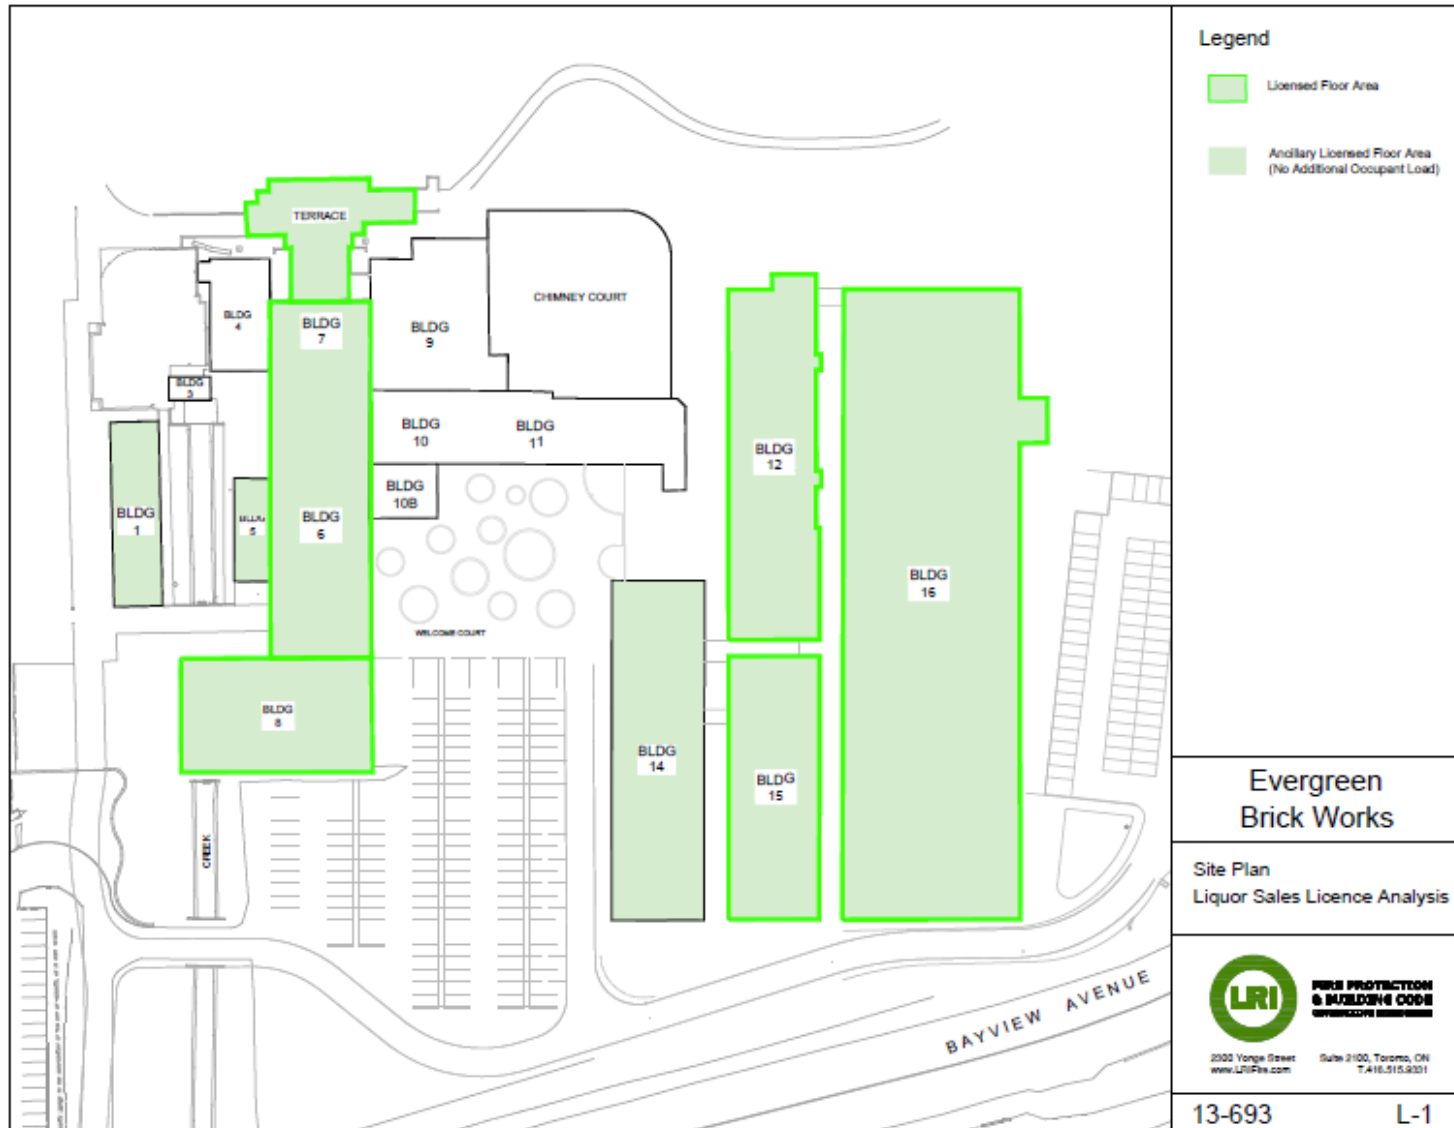 Legend
Licensed Floor Area
Ancillary Licensed Floor Area
(No Additional Occupant Load)
TERRACE
CHIMNEY COURT
BLDG
4
BLDG
7
BLDG
9
BLDG
3
BLDG
10
BLDG
11
BLDG
12
BLDG
10B
BLDG
1
BLDG
5
BLDG
6
BLDG
16
WELCOME COURT
BLDG
8
BLDG
14
BLDG
15
CREEK
BAYVIEW AVENUE
Evergreen
Brick Works
Site Plan
Liquor Sales Licence Analysis
LRI
FIRE PROTECTION
& BUILDING CODE
2300 Yonge Street
www.LRIFire.com
Suite 2100, Toronto, ON
T.416.515.9331
13-693
L-1